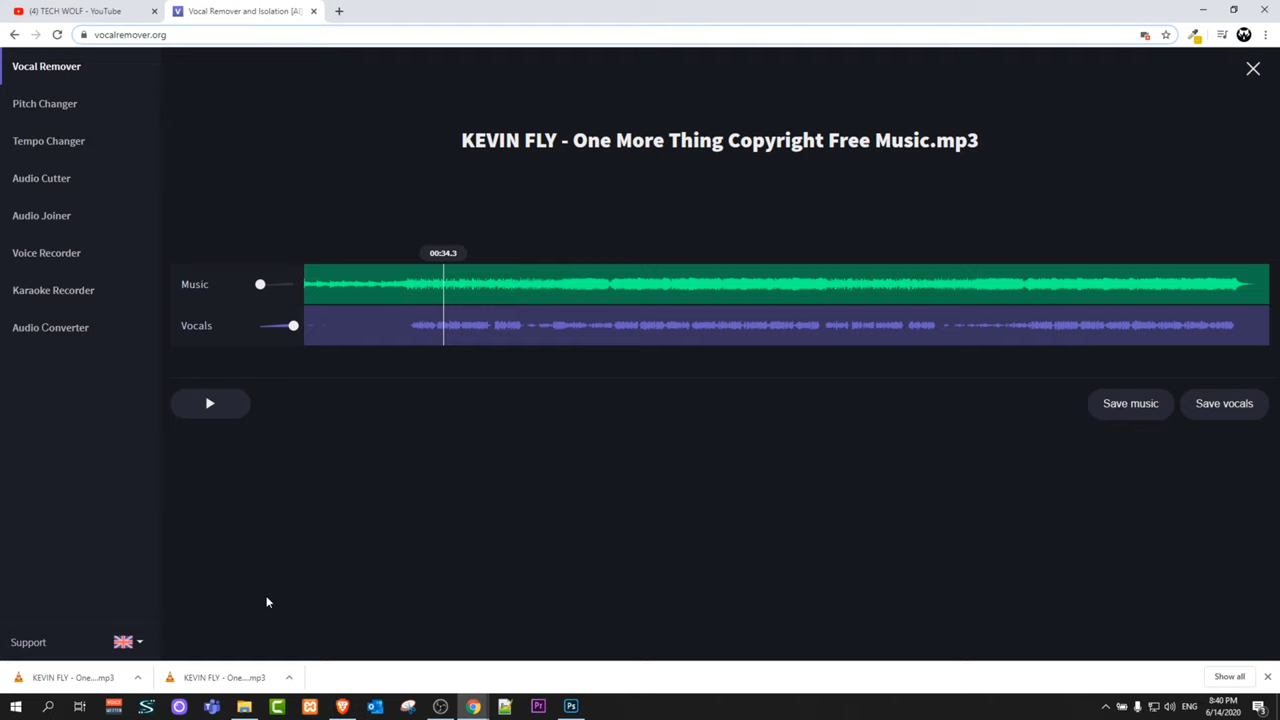 (4) TECH WOLF - YouTube
Vocal Remover and Isolation [AI]
vocalremover.org
Vocal Remover
Pitch Changer
Tempo Changer
Audio Cutter
Audio Joiner
Voice Recorder
Karaoke Recorder
Audio Converter
KEVIN FLY - One More Thing Copyright Free Music.mp3
00:34.3
Music
Vocals
Save music
Save vocals
Support
KEVIN FLY - One....mp3
KEVIN FLY - One....mp3
Show all
Pr
Ps
ENG
8:40 PM
6/14/2020